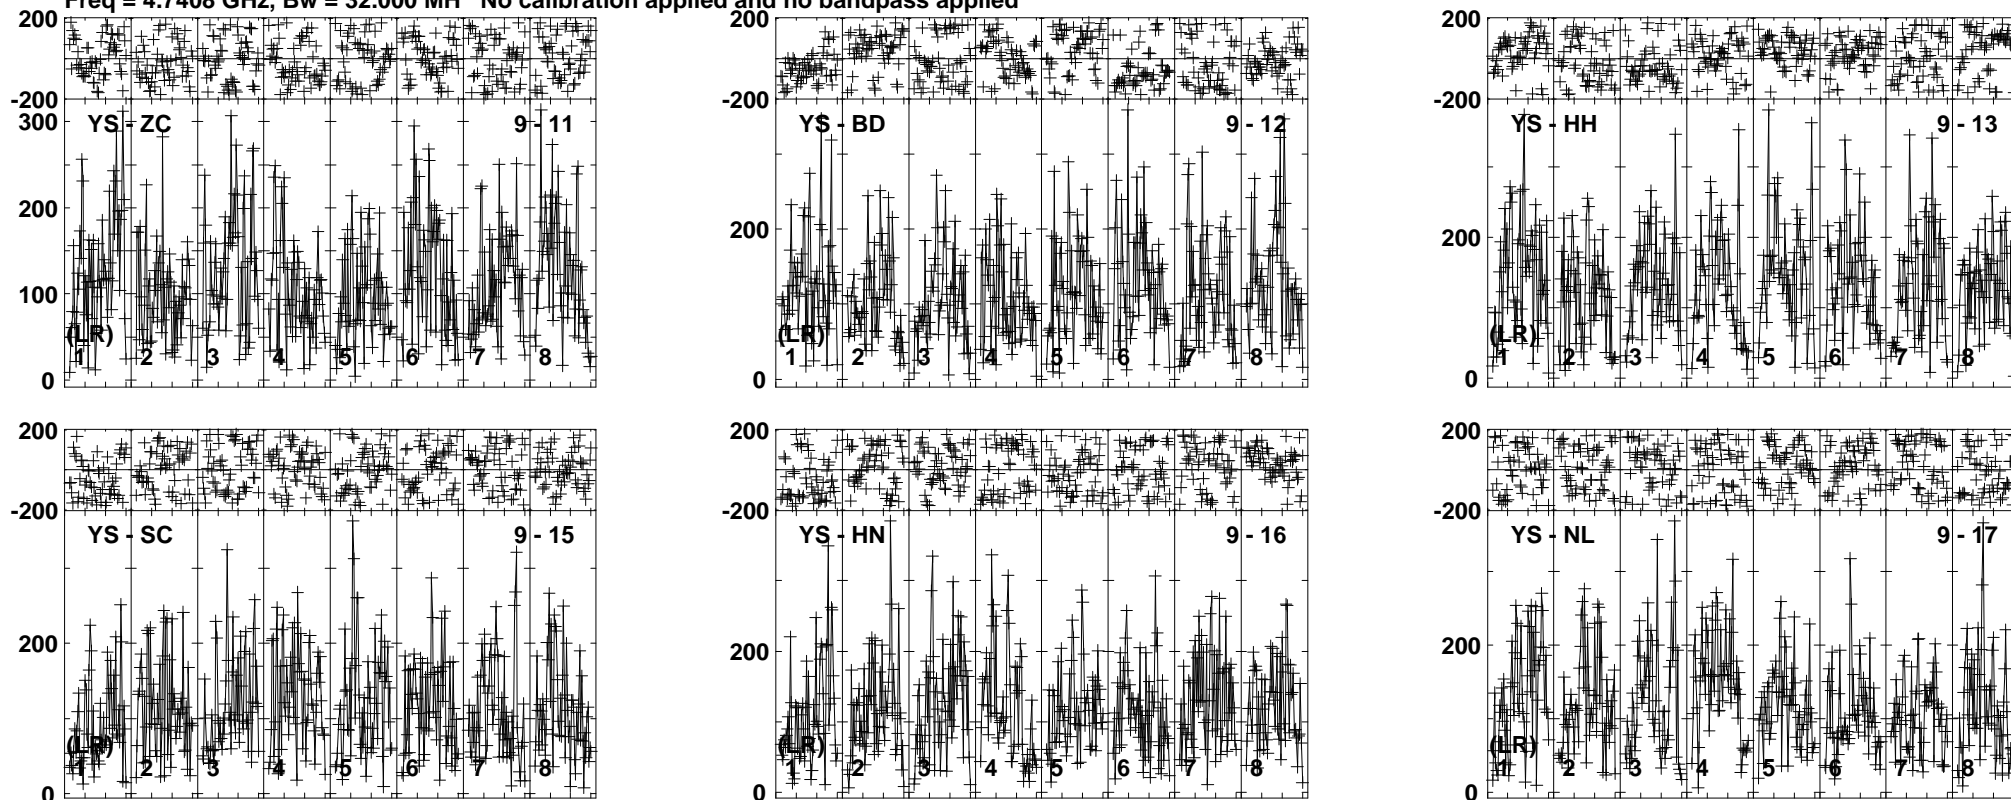 Freq = 4.7408 GHz, Bw = 32.000 MH No calibration applied and no bandpass applied
200
-200
300
200
100
0
YS - ZC 9 - 11
(LR)
1 2 3 4 5 6 7 8
200
-200
200
0
YS - BD 9 - 12
(LR)
1 2 3 4 5 6 7 8
200
-200
200
0
YS - HH 9 - 13
(LR)
1 2 3 4 5 6 7 8
200
-200
200
0
YS - SC 9 - 15
(LR)
1 2 3 4 5 6 7 8
200
-200
200
0
YS - HN 9 - 16
(LR)
1 2 3 4 5 6 7 8
200
-200
200
0
YS - NL 9 - 17
(LR)
1 2 3 4 5 6 7 8